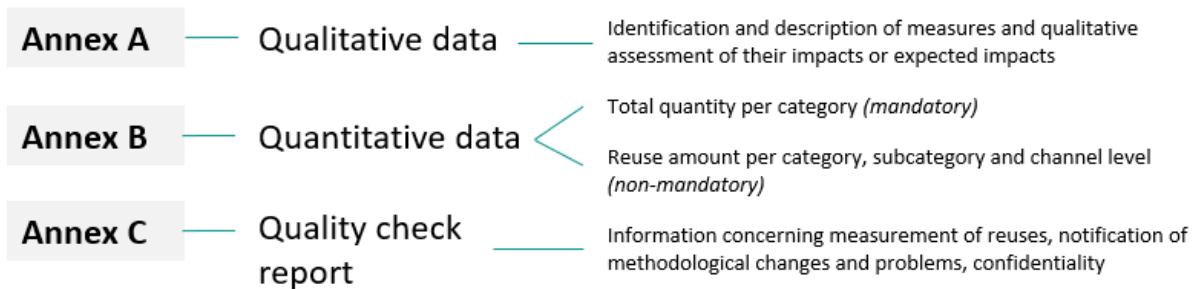 Annex A
Qualitative data
Identification and description of measures and qualitative
assessment of their impacts or expected impacts
Annex B
Quantitative data
Total quantity per category (mandatory)
Reuse amount per category, subcategory and channel level
(non-mandatory)
Annex C
Quality check
report
Information concerning measurement of reuses, notification of
methodological changes and problems, confidentiality